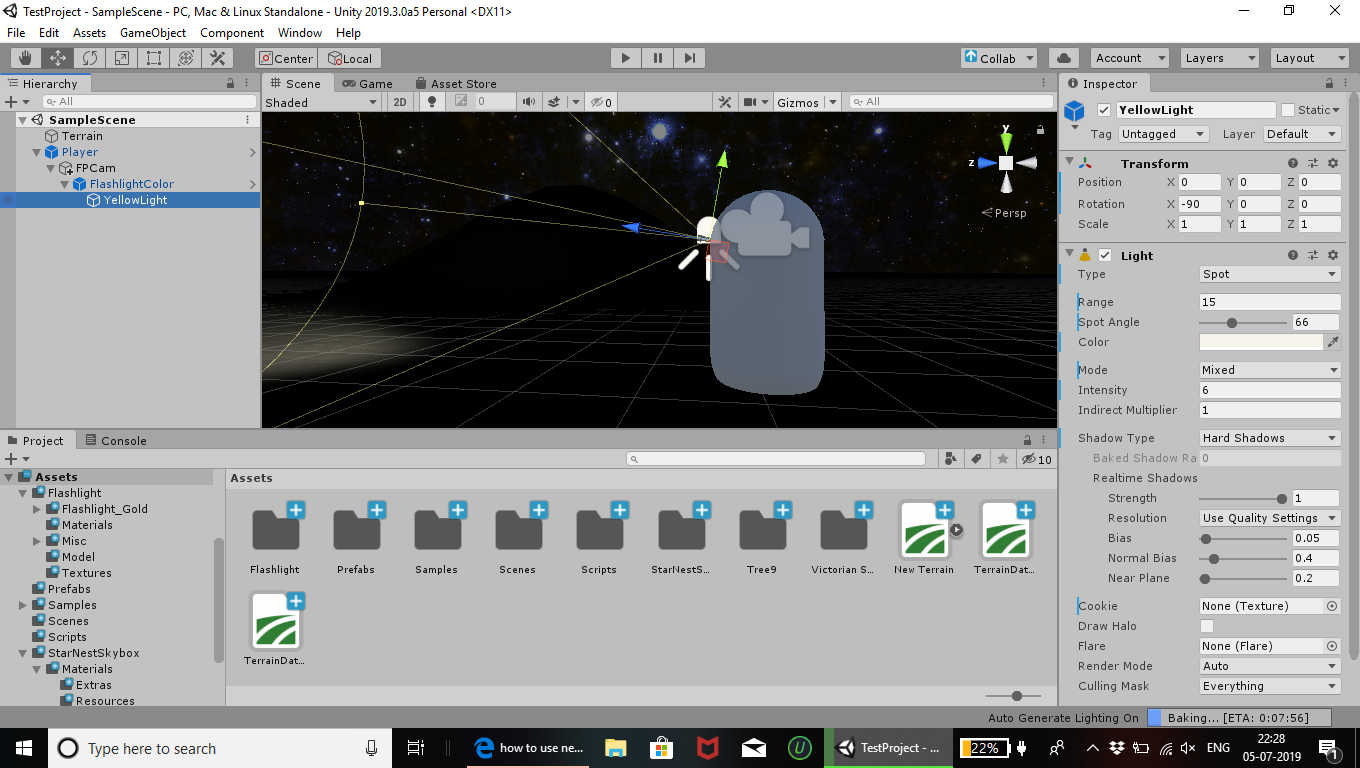 TestProject - SampleScene - PC, Mac & Linux Standalone - Unity 2019.3.0a5 Personal <DX11>
File Edit Assets GameObject Component Window Help
Center Local Collab Account Layers Layout
Hierarchy
All
SampleScene
Terrain
Player
FPCam
FlashlightColor
YellowLight
Scene Game Asset Store
Shaded 2D 0 0 Gizmos All
y
z
Persp
Inspector
YellowLight Static
Tag Untagged Layer Default
Transform
Position X 0 Y 0 Z 0
Rotation X -90 Y 0 Z 0
Scale X 1 Y 1 Z 1
Light
Type Spot
Range 15
Spot Angle 66
Color
Mode Mixed
Intensity 6
Indirect Multiplier 1
Shadow Type Hard Shadows
Baked Shadow Ra 0
Realtime Shadows
Strength 1
Resolution Use Quality Settings
Bias 0.05
Normal Bias 0.4
Near Plane 0.2
Cookie None (Texture)
Draw Halo
Flare None (Flare)
Render Mode Auto
Culling Mask Everything
Project Console
10
Assets
Flashlight
Flashlight_Gold
Materials
Misc
Model
Textures
Prefabs
Samples
Scenes
Scripts
StarNestSkybox
Materials
Extras
Resources
Assets
Flashlight Prefabs Samples Scenes Scripts StarNestS... Tree9 Victorian S... New Terrain TerrainDat...
TerrainDat...
Auto Generate Lighting On Baking... [ETA: 0:07:56]
Type here to search
how to use ne...
TestProject - ...
22%
ENG
22:28
05-07-2019
1